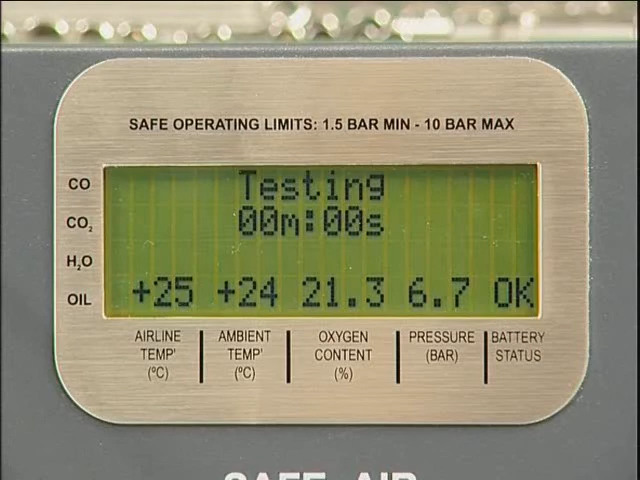 SAFE OPERATING LIMITS: 1.5 BAR MIN - 10 BAR MAX
CO
Testing
CO2
00m:00s
H2O
OIL
+25 +24 21.3 6.7 OK
AIRLINE TEMP' (ºC)
AMBIENT TEMP' (ºC)
OXYGEN CONTENT (%)
PRESSURE (BAR)
BATTERY STATUS
SAFE-AIR